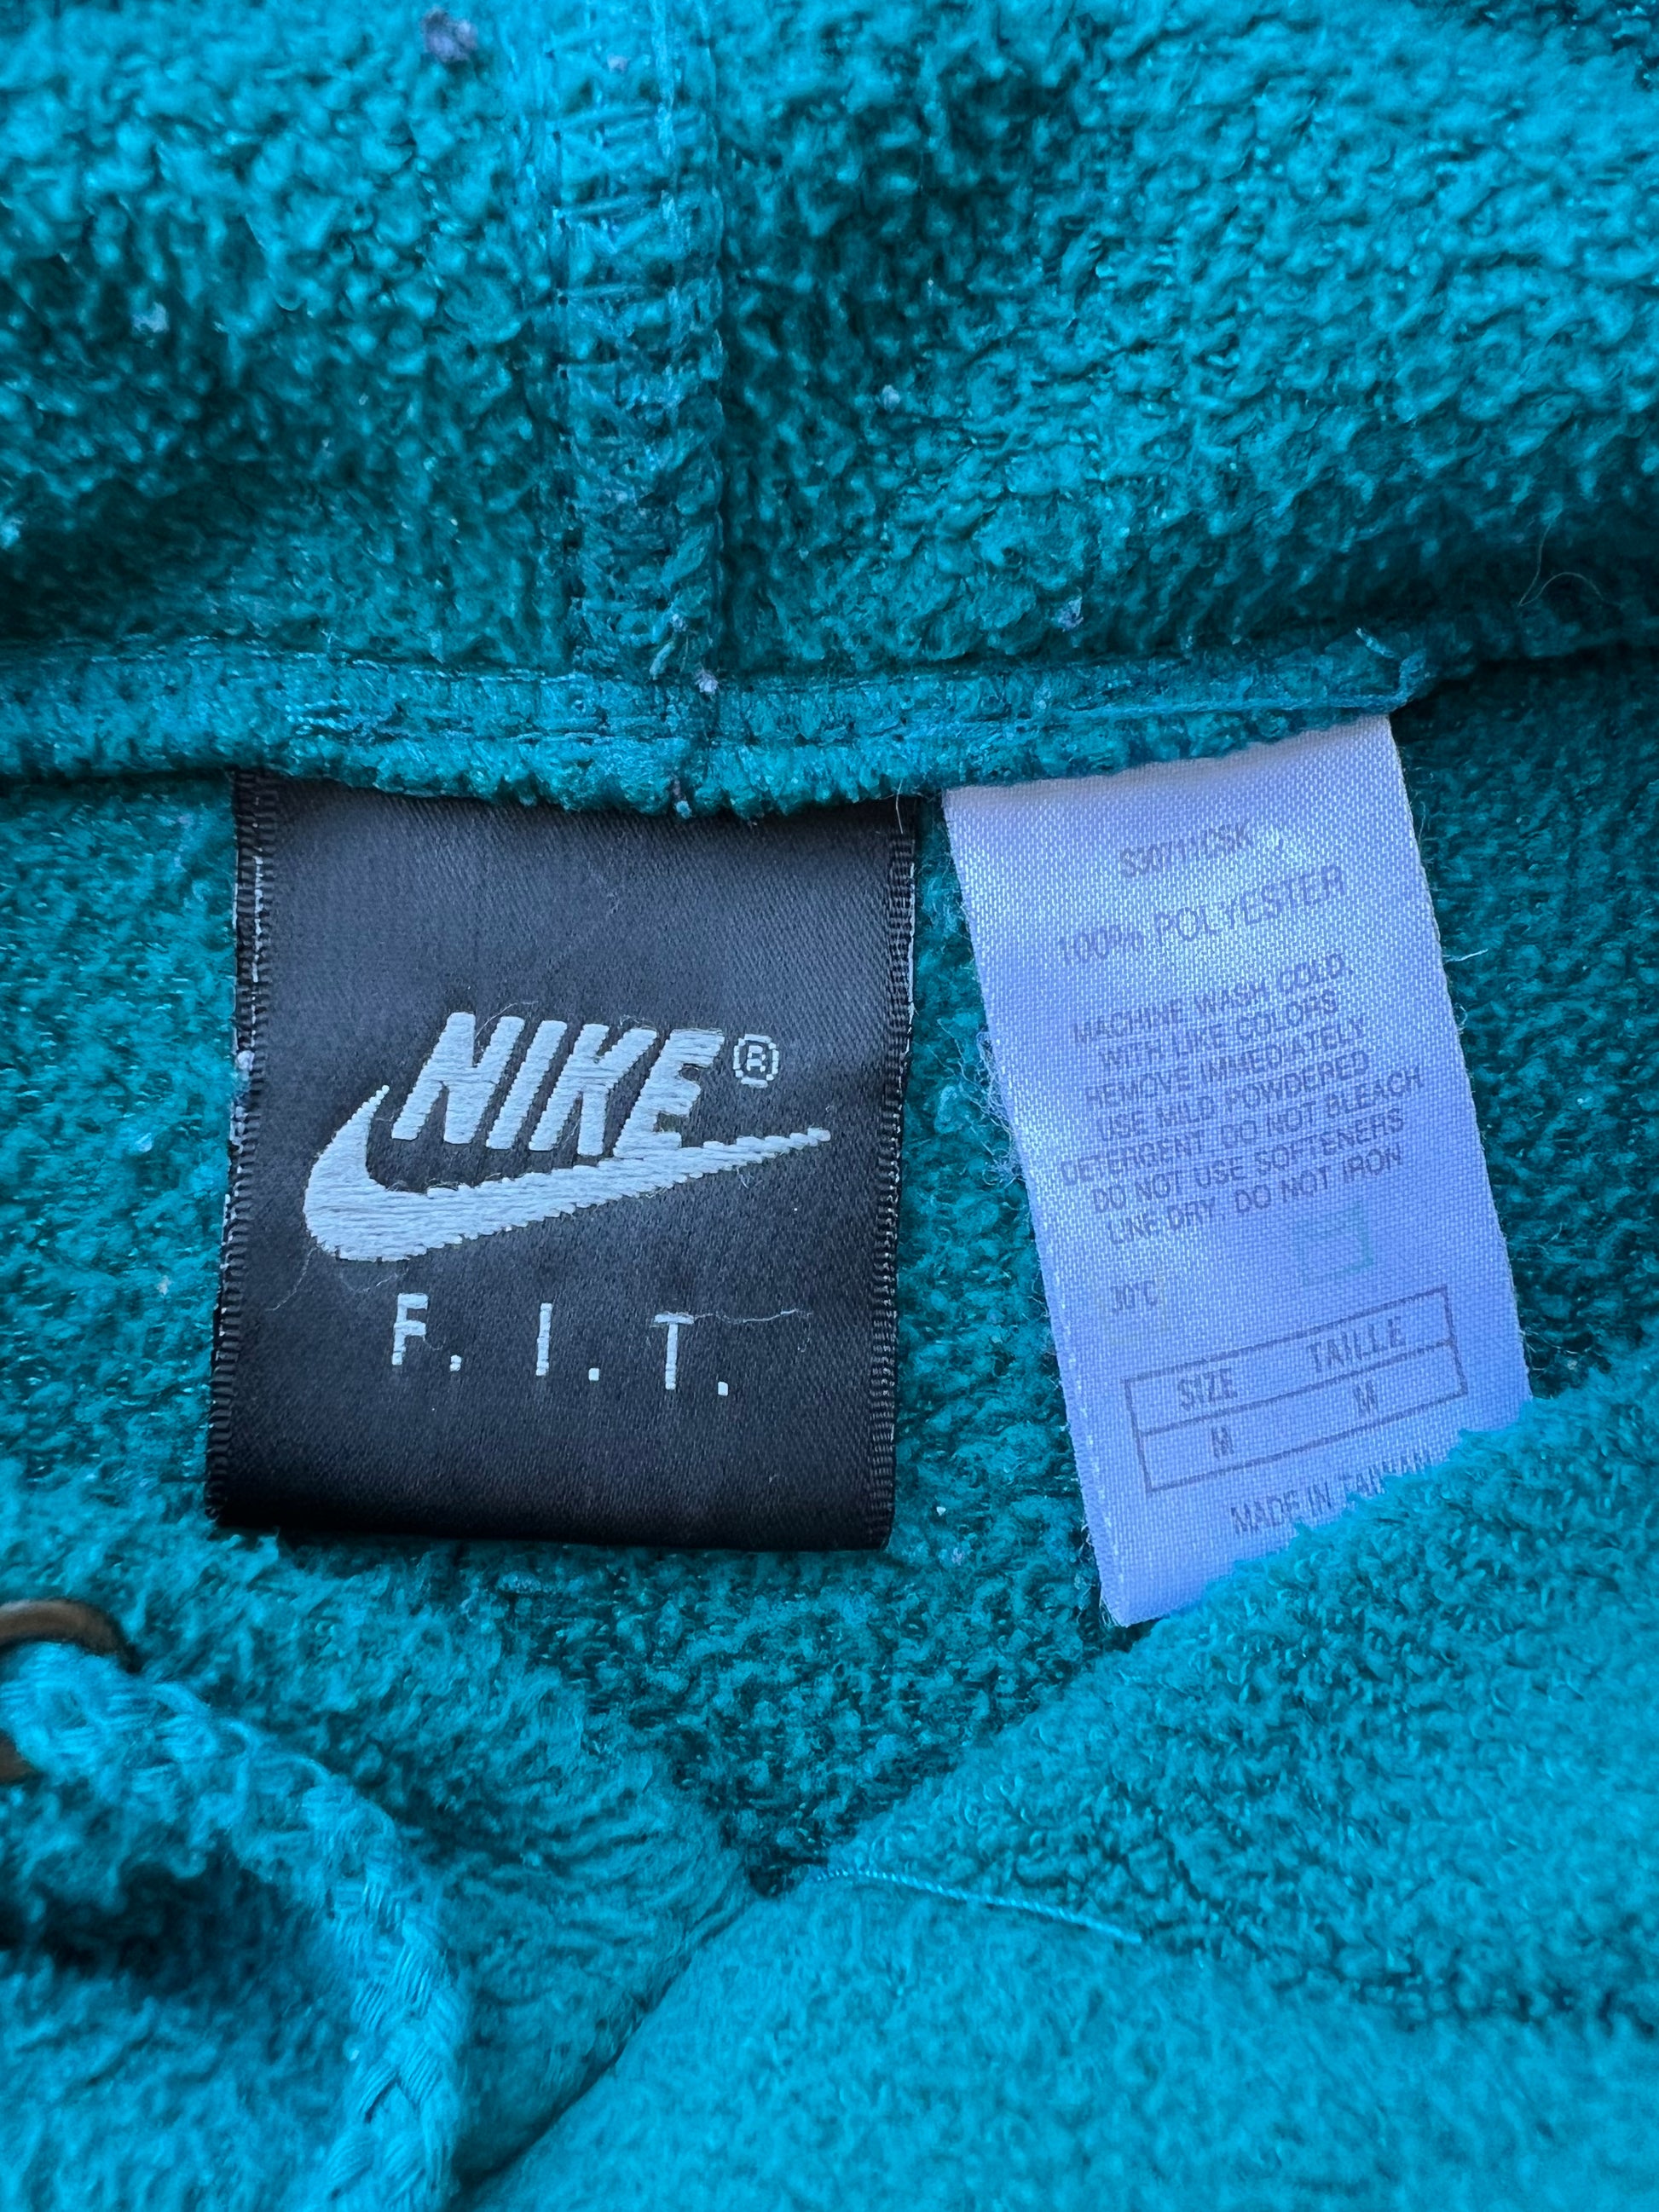 NIKE®
F. I. T.
100% POLYESTER
MACHINE WASH COLD,
WITH LIKE COLORS
REMOVE IMMEDIATELY
USE MILD POWDERED
DETERGENT. DO NOT BLEACH
DO NOT USE SOFTENERS
LINE DRY. DO NOT IRON
30°C
SIZE TAILLE
M M
MADE IN TAIWAN